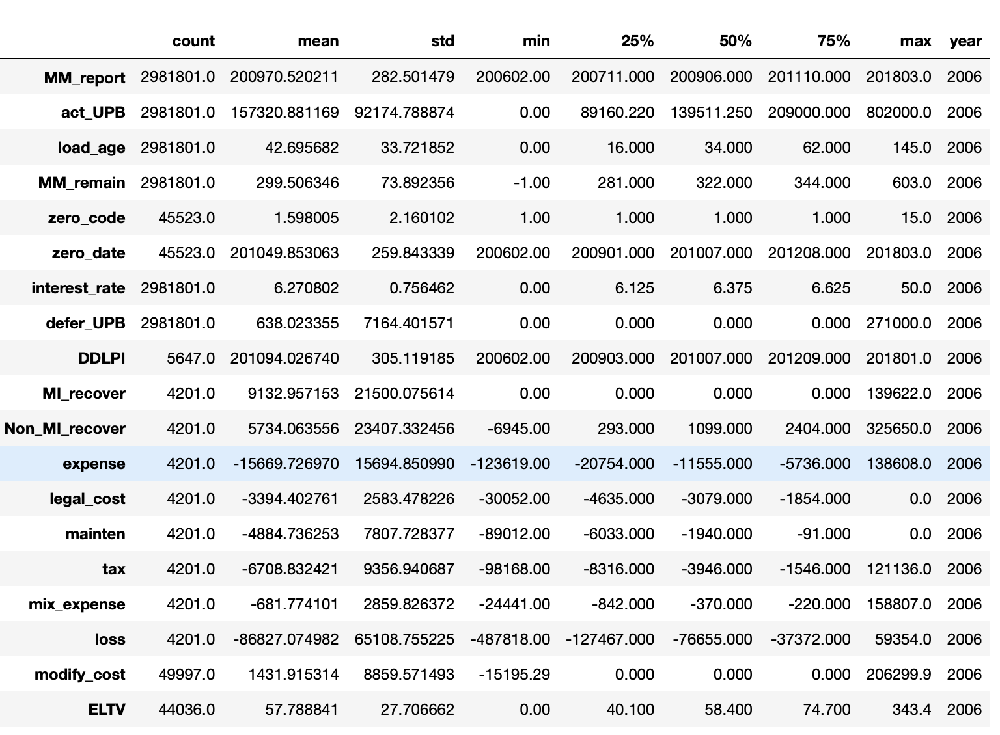 count mean std min 25% 50% 75% max year
MM_report 2981801.0 200970.520211 282.501479 200602.00 200711.000 200906.000 201110.000 201803.0 2006
act_UPB 2981801.0 157320.881169 92174.788874 0.00 89160.220 139511.250 209000.000 802000.0 2006
load_age 2981801.0 42.695682 33.721852 0.00 16.000 34.000 62.000 145.0 2006
MM_remain 2981801.0 299.506346 73.892356 -1.00 281.000 322.000 344.000 603.0 2006
zero_code 45523.0 1.598005 2.160102 1.00 1.000 1.000 1.000 15.0 2006
zero_date 45523.0 201049.853063 259.843339 200602.00 200901.000 201007.000 201208.000 201803.0 2006
interest_rate 2981801.0 6.270802 0.756462 0.00 6.125 6.375 6.625 50.0 2006
defer_UPB 2981801.0 638.023355 7164.401571 0.00 0.000 0.000 0.000 271000.0 2006
DDLPI 5647.0 201094.026740 305.119185 200602.00 200903.000 201007.000 201209.000 201801.0 2006
MI_recover 4201.0 9132.957153 21500.075614 0.00 0.000 0.000 0.000 139622.0 2006
Non_MI_recover 4201.0 5734.063556 23407.332456 -6945.00 293.000 1099.000 2404.000 325650.0 2006
expense 4201.0 -15669.726970 15694.850990 -123619.00 -20754.000 -11555.000 -5736.000 138608.0 2006
legal_cost 4201.0 -3394.402761 2583.478226 -30052.00 -4635.000 -3079.000 -1854.000 0.0 2006
mainten 4201.0 -4884.736253 7807.728377 -89012.00 -6033.000 -1940.000 -91.000 0.0 2006
tax 4201.0 -6708.832421 9356.940687 -98168.00 -8316.000 -3946.000 -1546.000 121136.0 2006
mix_expense 4201.0 -681.774101 2859.826372 -24441.00 -842.000 -370.000 -220.000 158807.0 2006
loss 4201.0 -86827.074982 65108.755225 -487818.00 -127467.000 -76655.000 -37372.000 59354.0 2006
modify_cost 49997.0 1431.915314 8859.571493 -15195.29 0.000 0.000 0.000 206299.9 2006
ELTV 44036.0 57.788841 27.706662 0.00 40.100 58.400 74.700 343.4 2006